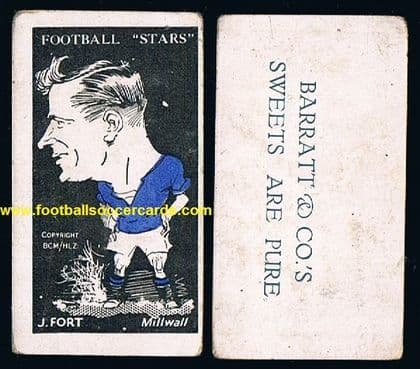 FOOTBALL "STARS"
www.footballsoccercards.com
COPYRIGHT
BCM/HLZ
J. FORT Millwall
BARRATT & CO.'S
SWEETS ARE PURE